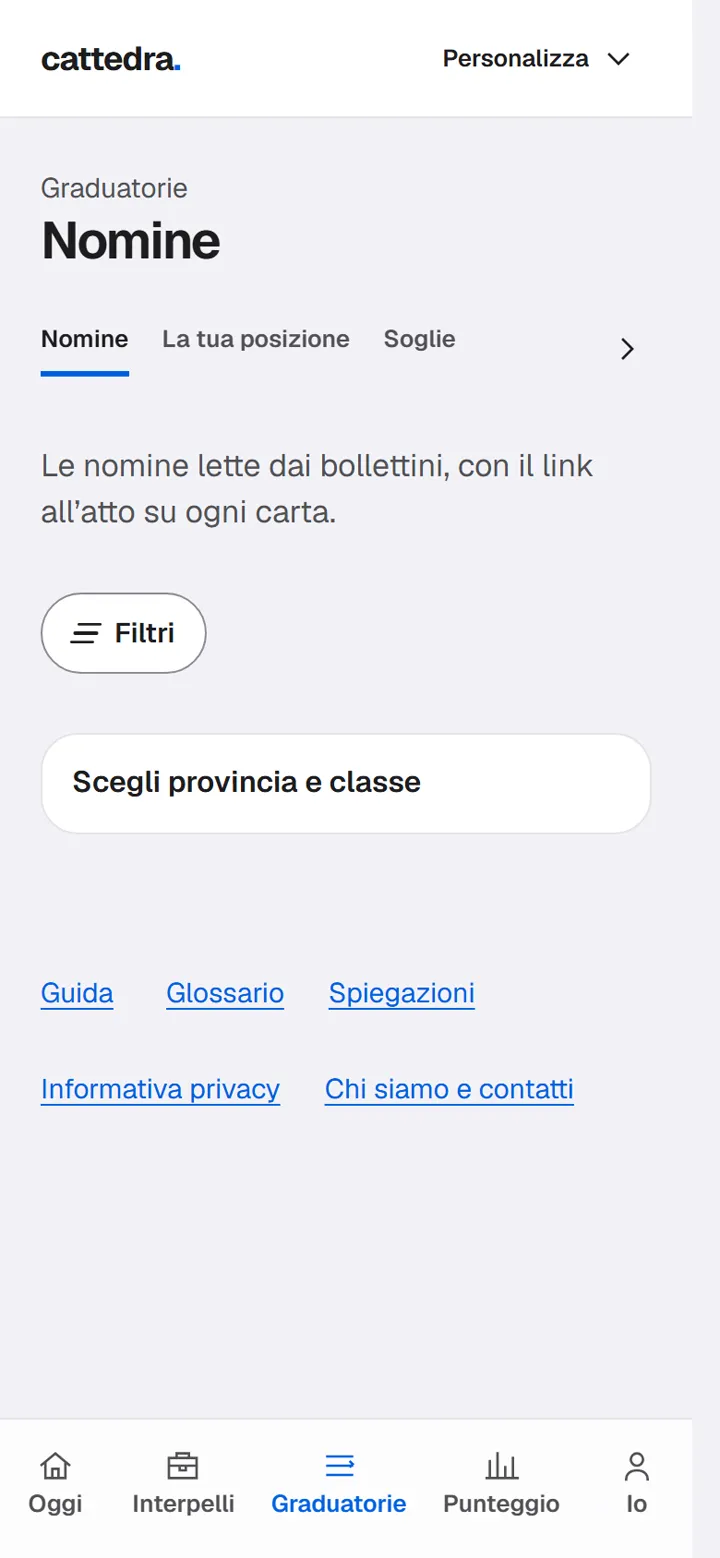 cattedra.
Personalizza
Graduatorie
Nomine
Nomine La tua posizione Soglie
Le nomine lette dai bollettini, con il link
all’atto su ogni carta.
Filtri
Scegli provincia e classe
Guida Glossario Spiegazioni
Informativa privacy Chi siamo e contatti
Oggi Interpelli Graduatorie Punteggio Io